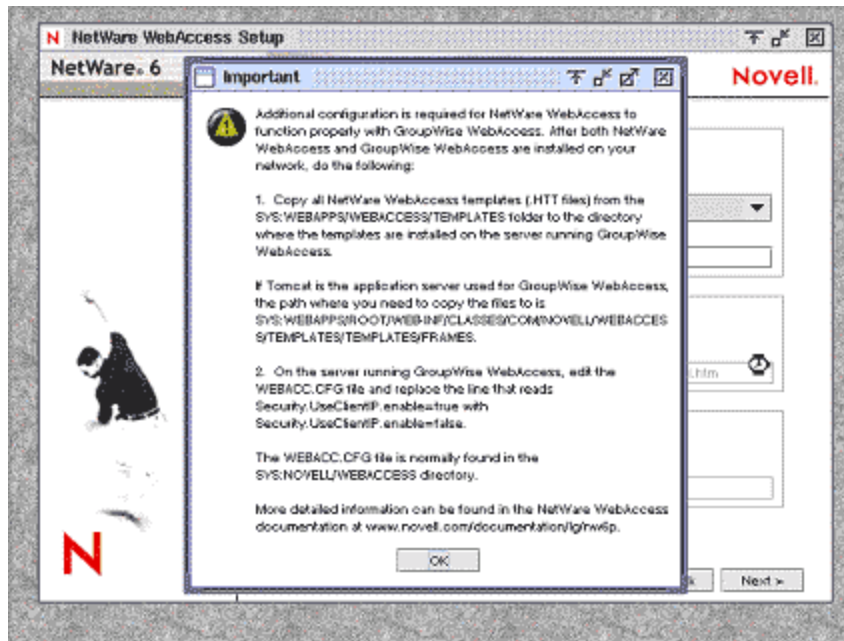 N NetWare WebAccess Setup
NetWare. 6
Novell.
Important
Additional configuration is required for NetWare WebAccess to
function properly with GroupWise WebAccess. After both NetWare
WebAccess and GroupWise WebAccess are installed on your
network, do the following:
1. Copy all NetWare WebAccess templates (.HTT files) from the
SYS:WEBAPPS/WEBACCESS/TEMPLATES folder to the directory
where the templates are installed on the server running GroupWise
WebAccess.
If Tomcat is the application server used for GroupWise WebAccess,
the path where you need to copy the files to is
SYS:WEBAPPS/ROOT/WEB-INF/CLASSES/COM/NOVELL/WEBACCES
S/TEMPLATES/TEMPLATES/FRAMES.
2. On the server running GroupWise WebAccess, edit the
WEBACC.CFG file and replace the line that reads
Security.UseClientIP.enable=true with
Security.UseClientIP.enable=false.
The WEBACC.CFG file is normally found in the
SYS:NOVELL/WEBACCESS directory.
More detailed information can be found in the NetWare WebAccess
documentation at www.novell.com/documentation/lg/nw6p.
OK
.htm
N
k
Next >